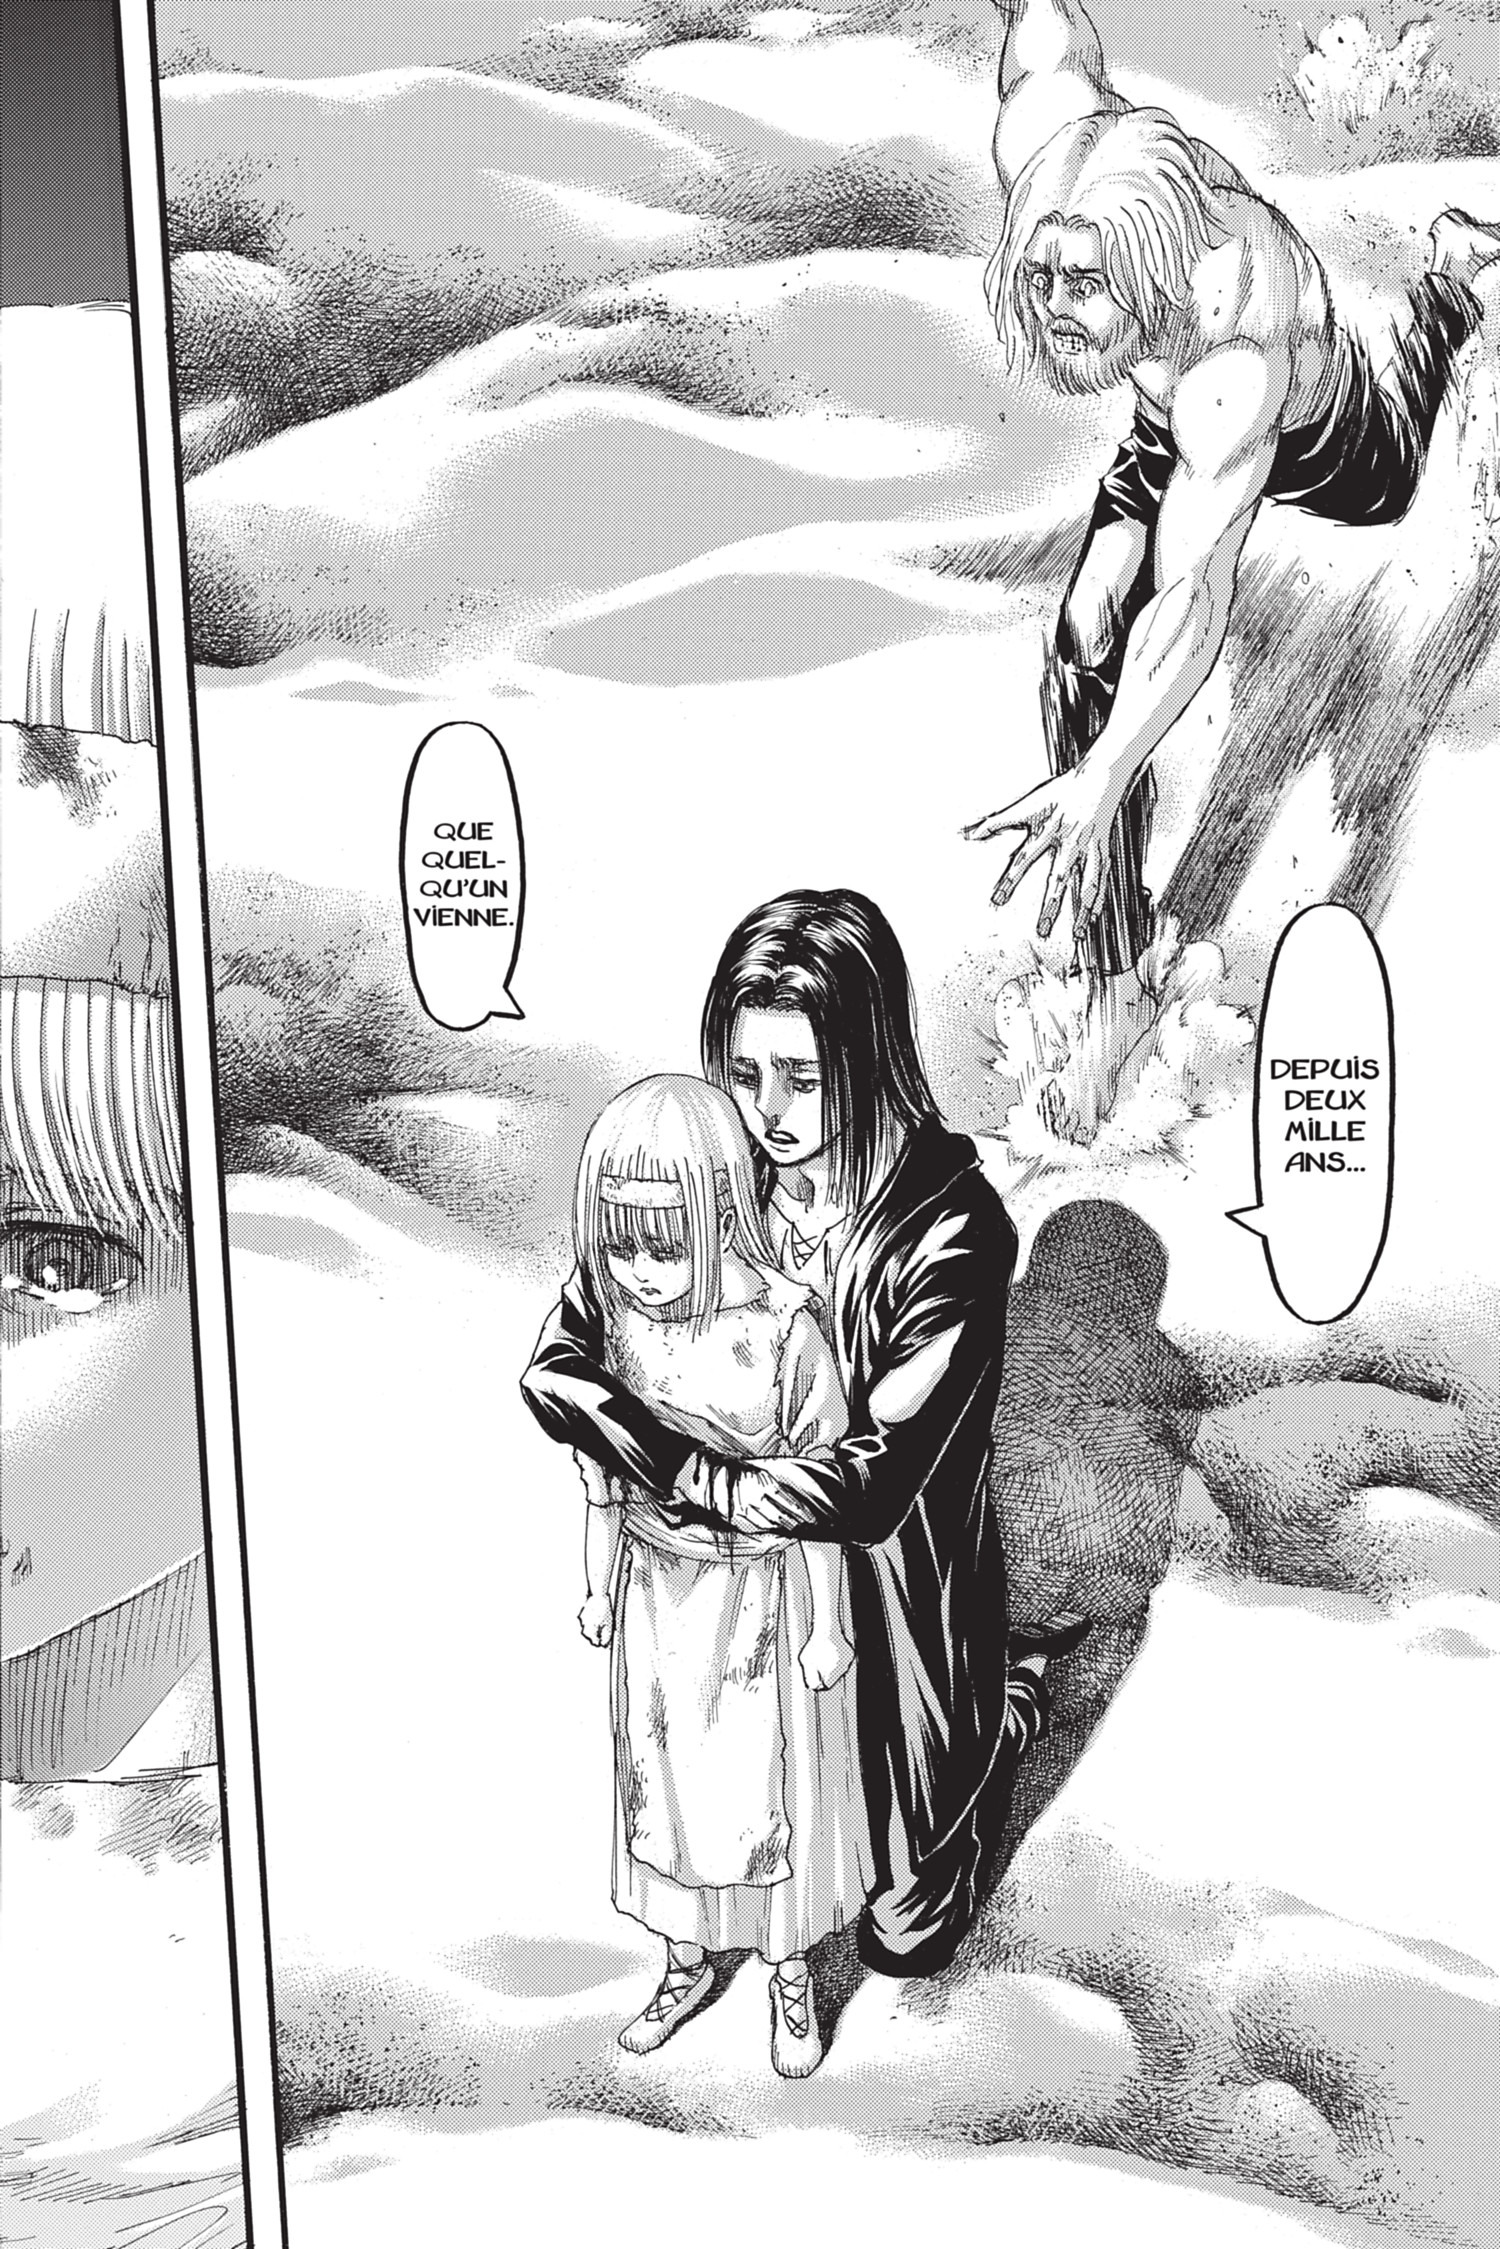 DEPUIS
DEUX
MILLE
ANS...
QUE
QUEL-
QU'UN
VIENNE.